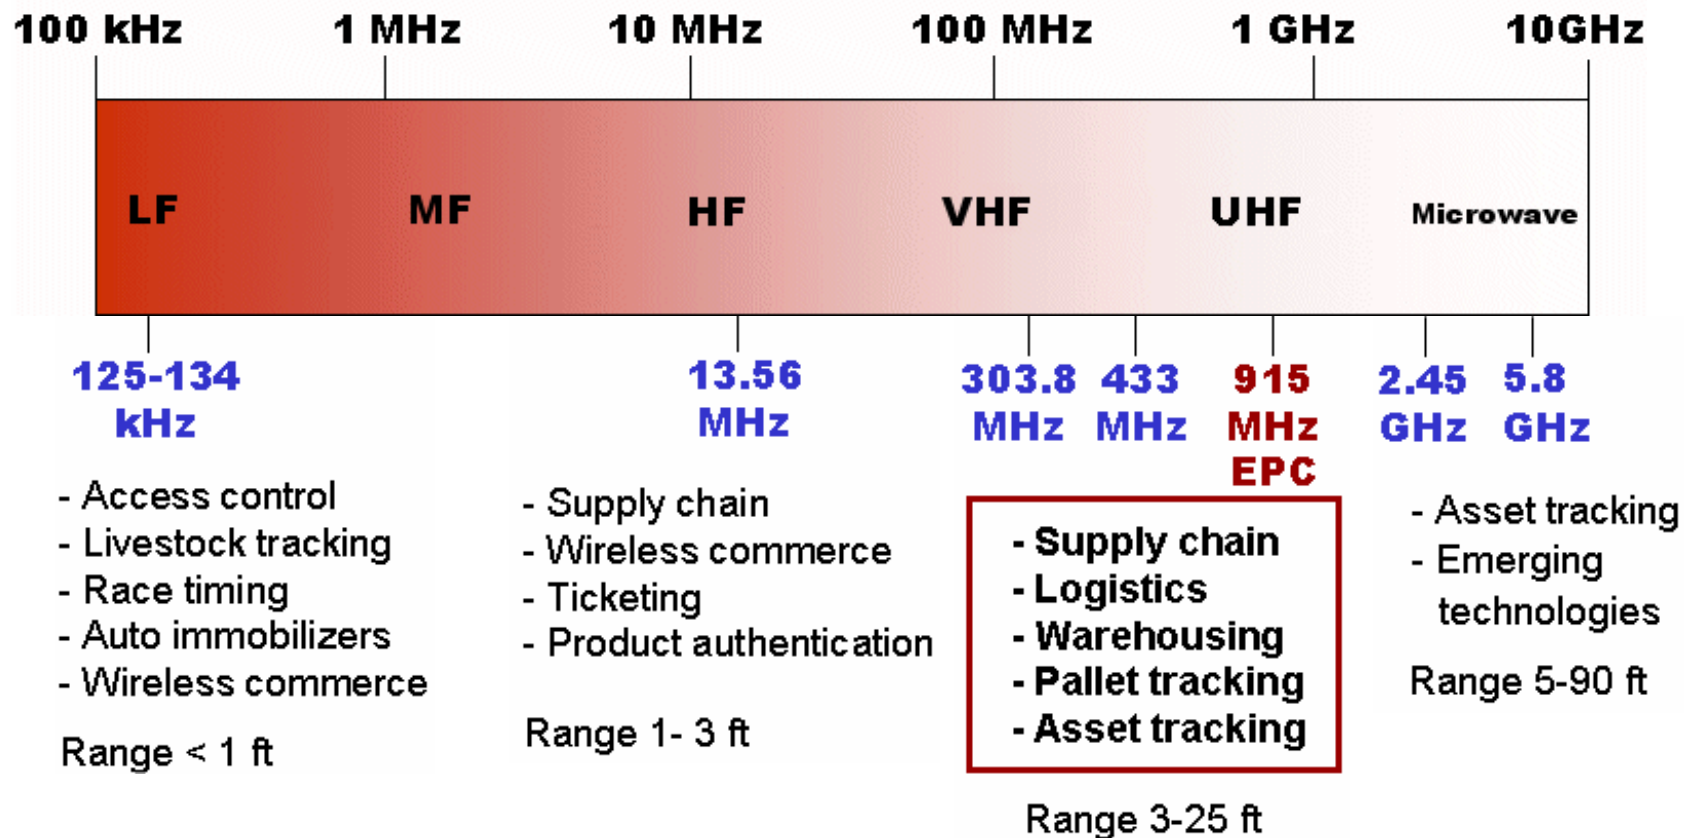 100 kHz
1 MHz
10 MHz
100 MHz
1 GHz
10GHz
LF
MF
HF
VHF
UHF
Microwave
125-134
kHz
- Access control
- Livestock tracking
- Race timing
- Auto immobilizers
- Wireless commerce
Range < 1 ft
13.56
MHz
- Supply chain
- Wireless commerce
- Ticketing
- Product authentication
Range 1- 3 ft
303.8
MHz
433
MHz
915
MHz
EPC
- Supply chain
- Logistics
- Warehousing
- Pallet tracking
- Asset tracking
Range 3-25 ft
2.45
GHz
5.8
GHz
- Asset tracking
- Emerging
technologies
Range 5-90 ft